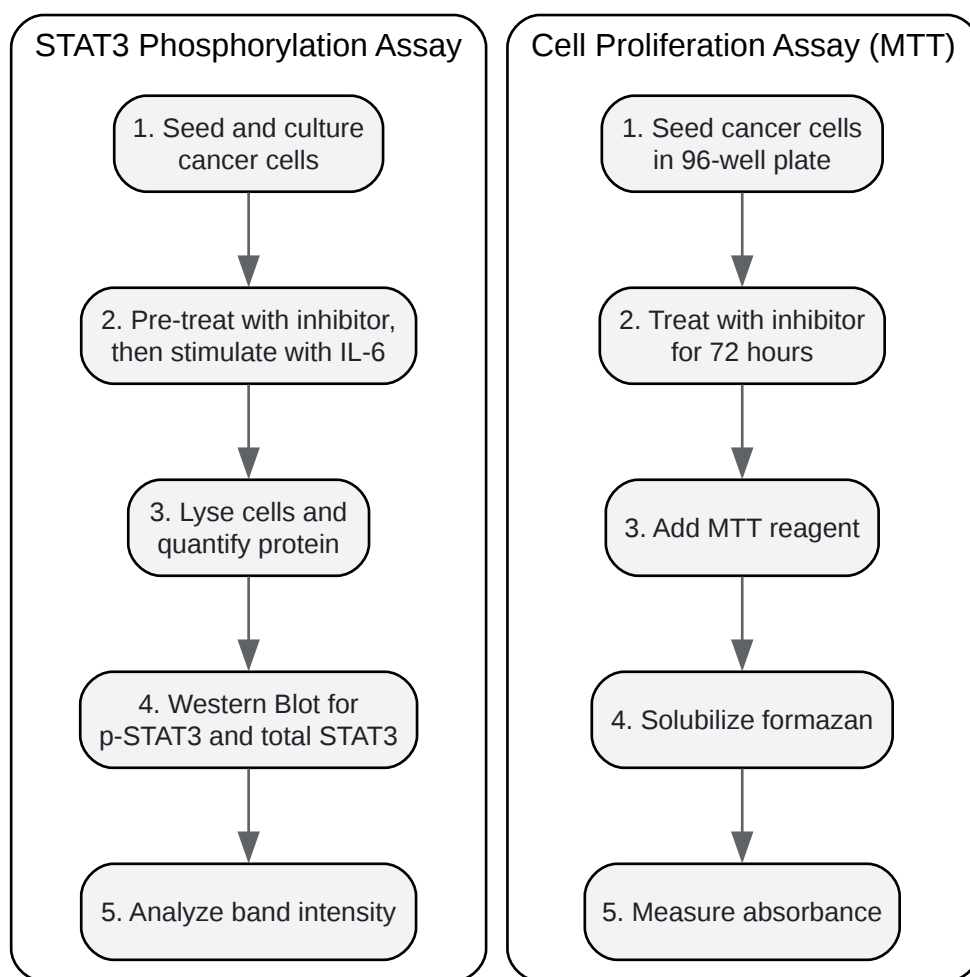 STAT3 Phosphorylation Assay
1. Seed and culture
cancer cells
2. Pre-treat with inhibitor,
then stimulate with IL-6
3. Lyse cells and
quantify protein
4. Western Blot for
p-STAT3 and total STAT3
5. Analyze band intensity
Cell Proliferation Assay (MTT)
1. Seed cancer cells
in 96-well plate
2. Treat with inhibitor
for 72 hours
3. Add MTT reagent
4. Solubilize formazan
5. Measure absorbance